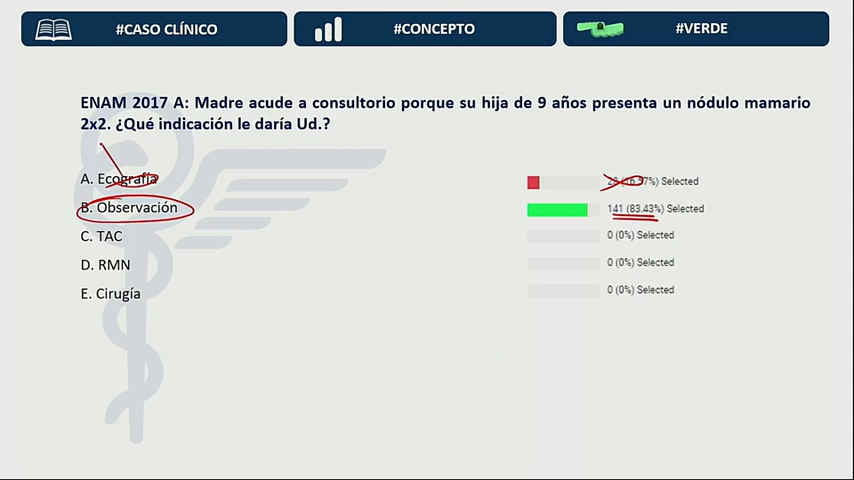 #CASO CLÍNICO
#CONCEPTO
#VERDE
ENAM 2017 A: Madre acude a consultorio porque su hija de 9 años presenta un nódulo mamario
2x2. ¿Qué indicación le daría Ud.?
A. Ecografía
Selected
B. Observación
141 (83.43%) Selected
C. TAC
0 (0%) Selected
D. RMN
0 (0%) Selected
E. Cirugía
0 (0%) Selected